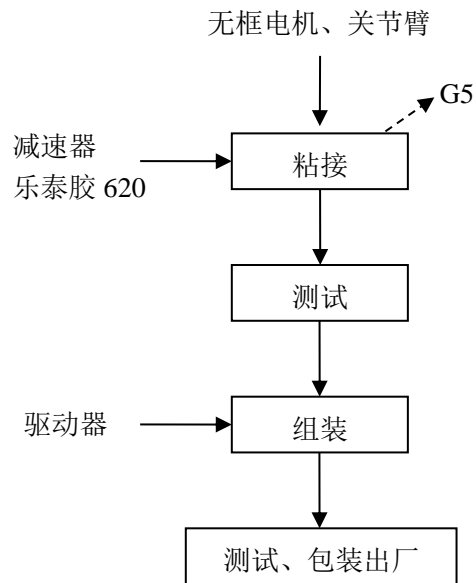 无框电机、关节臂
G5
减速器
乐泰胶 620
粘接
测试
驱动器
组装
测试、包装出厂